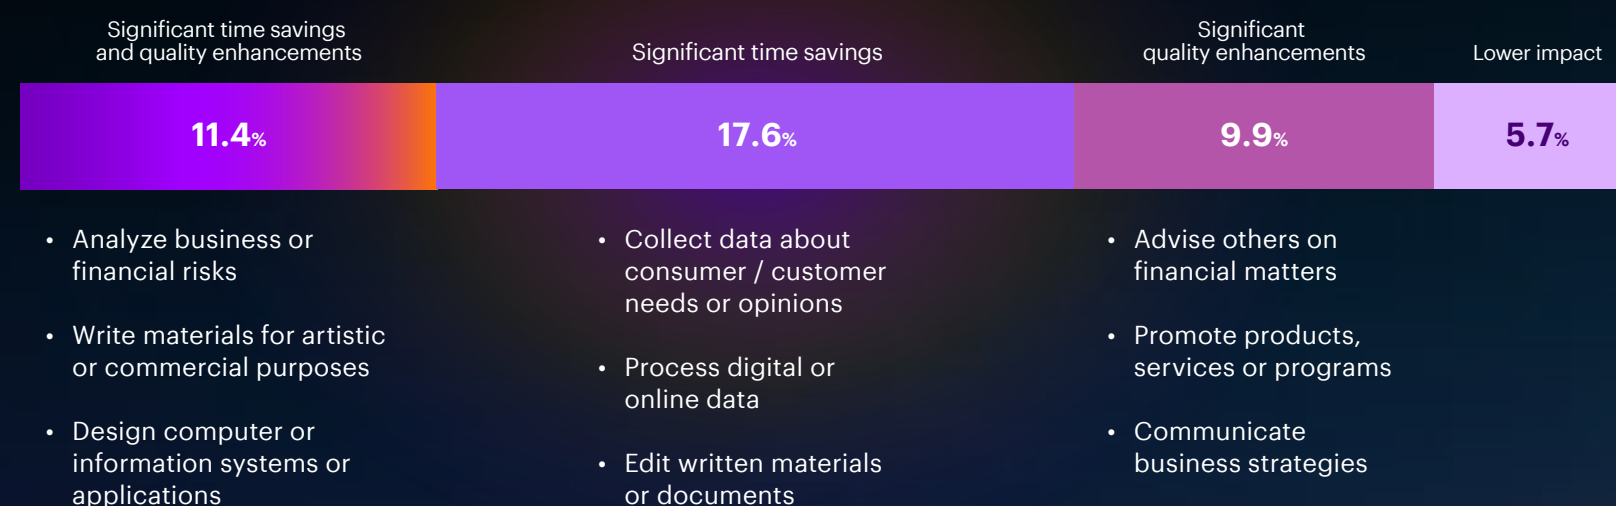 Significant time savings
and quality enhancements
Significant time savings
Significant
quality enhancements
Lower impact
11.4%
17.6%
9.9%
5.7%
• Analyze business or
financial risks
• Write materials for artistic
or commercial purposes
• Design computer or
information systems or
applications
• Collect data about
consumer / customer
needs or opinions
• Process digital or
online data
• Edit written materials
or documents
• Advise others on
financial matters
• Promote products,
services or programs
• Communicate
business strategies